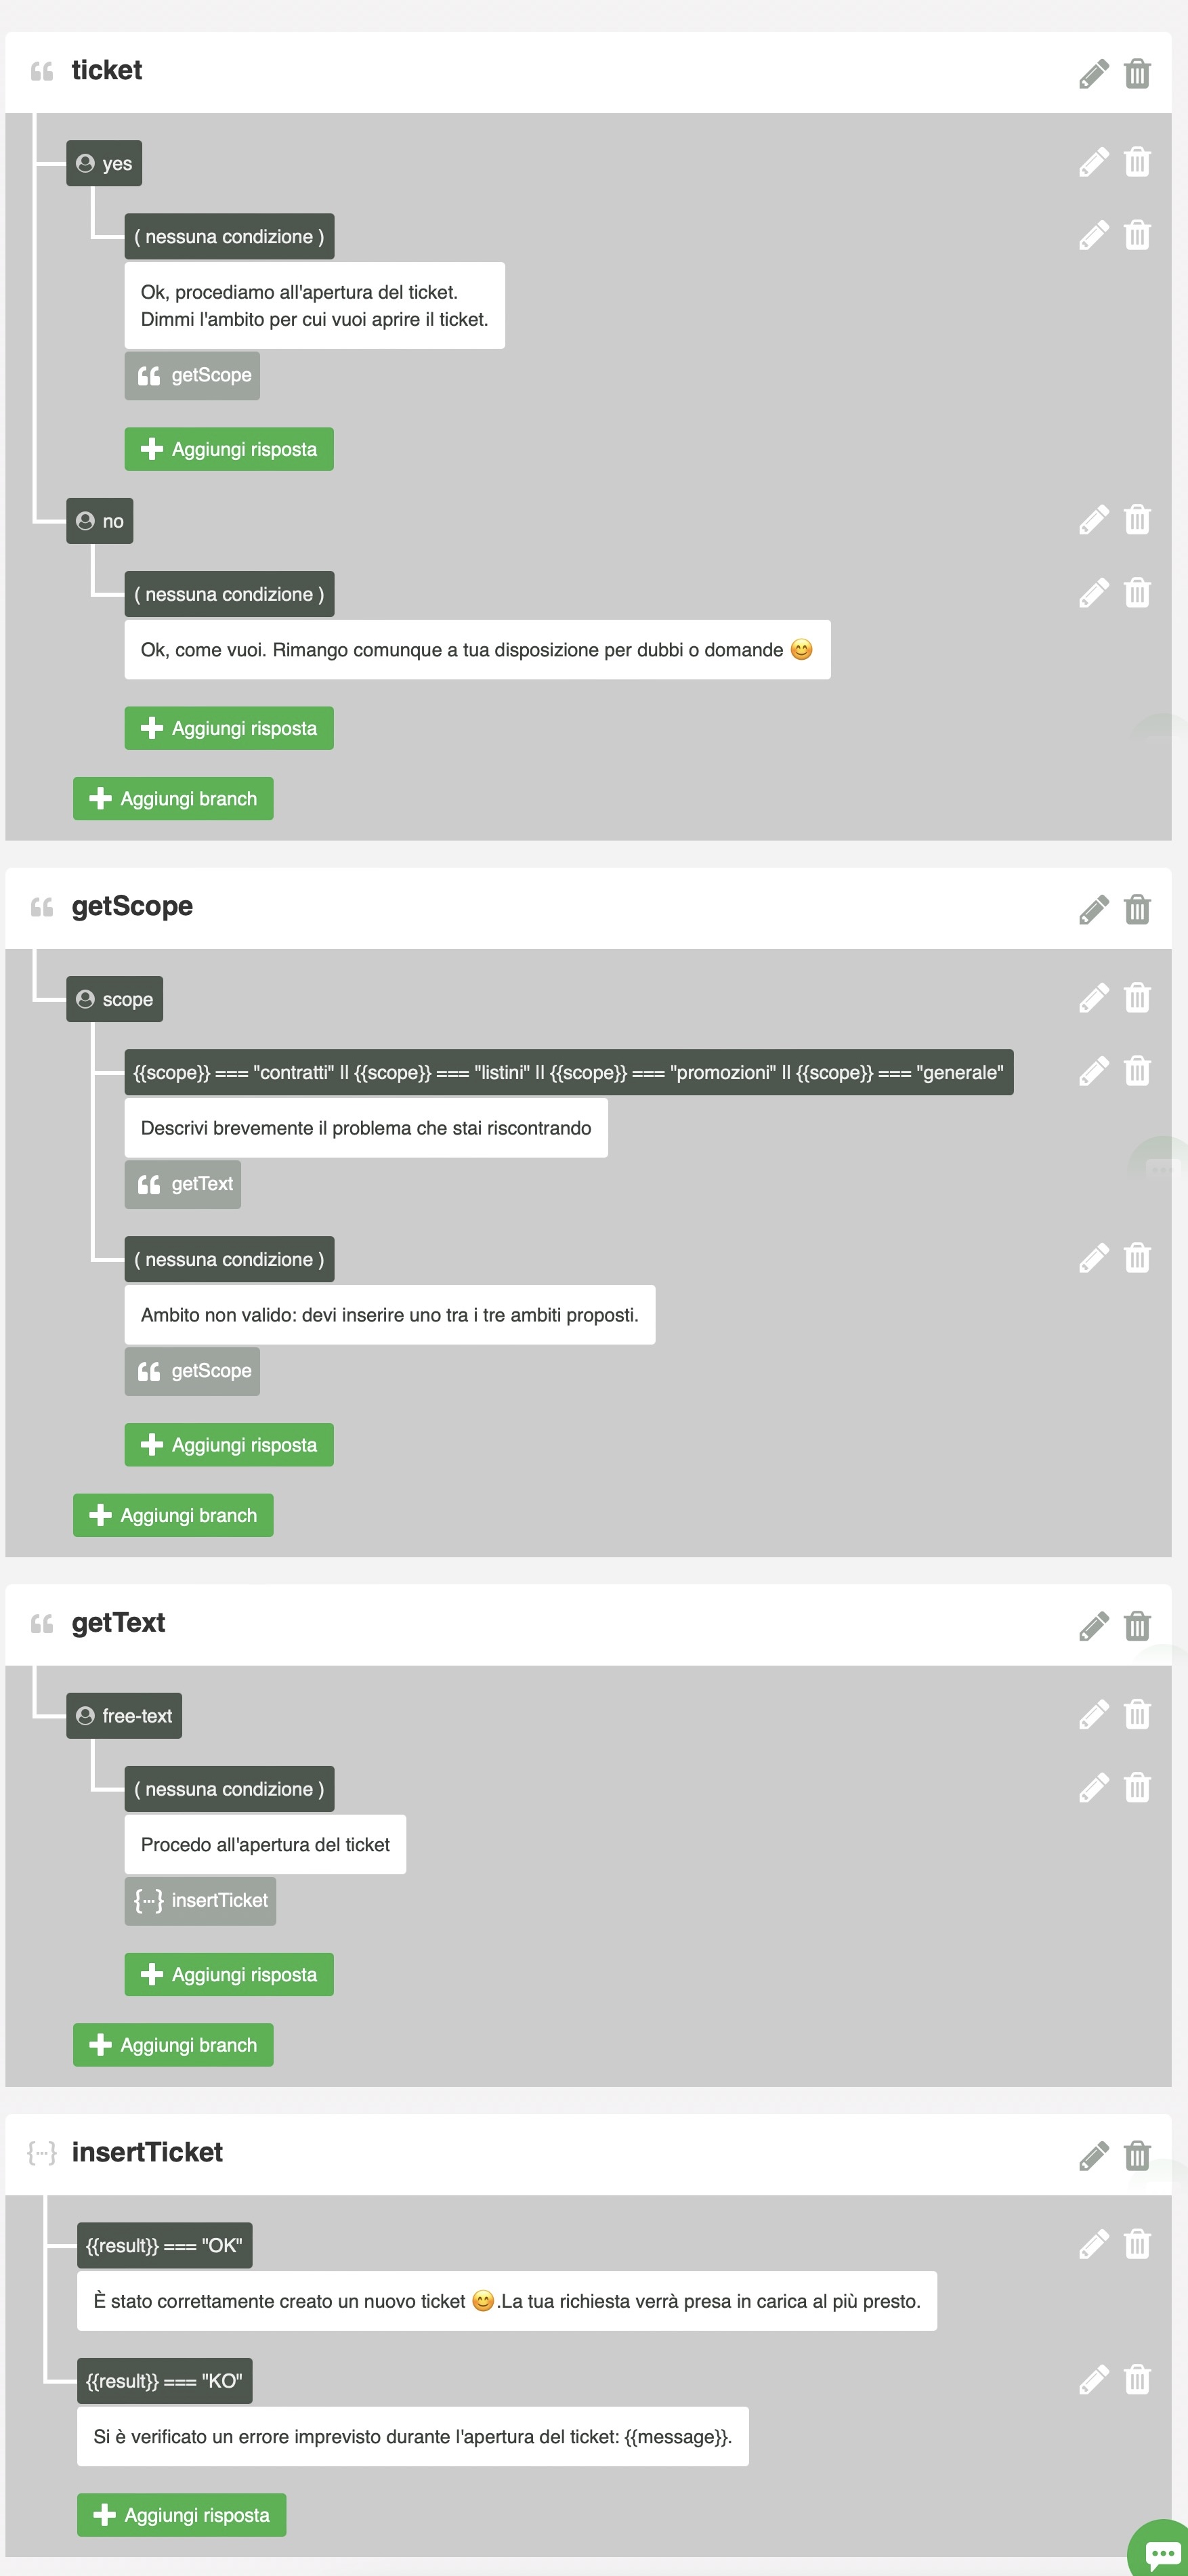 ticket
yes
( nessuna condizione )
Ok, procediamo all'apertura del ticket.
Dimmi l'ambito per cui vuoi aprire il ticket.
getScope
Aggiungi risposta
no
( nessuna condizione )
Ok, come vuoi. Rimango comunque a tua disposizione per dubbi o domande 😊
Aggiungi risposta
Aggiungi branch
getScope
scope
{{scope}} === "contratti" || {{scope}} === "listini" || {{scope}} === "promozioni" || {{scope}} === "generale"
Descrivi brevemente il problema che stai riscontrando
getText
( nessuna condizione )
Ambito non valido: devi inserire uno tra i tre ambiti proposti.
getScope
Aggiungi risposta
Aggiungi branch
getText
free-text
( nessuna condizione )
Procedo all'apertura del ticket
{···} insertTicket
Aggiungi risposta
Aggiungi branch
{···} insertTicket
{{result}} === "OK"
È stato correttamente creato un nuovo ticket 😊.La tua richiesta verrà presa in carica al più presto.
{{result}} === "KO"
Si è verificato un errore imprevisto durante l'apertura del ticket: {{message}}.
Aggiungi risposta